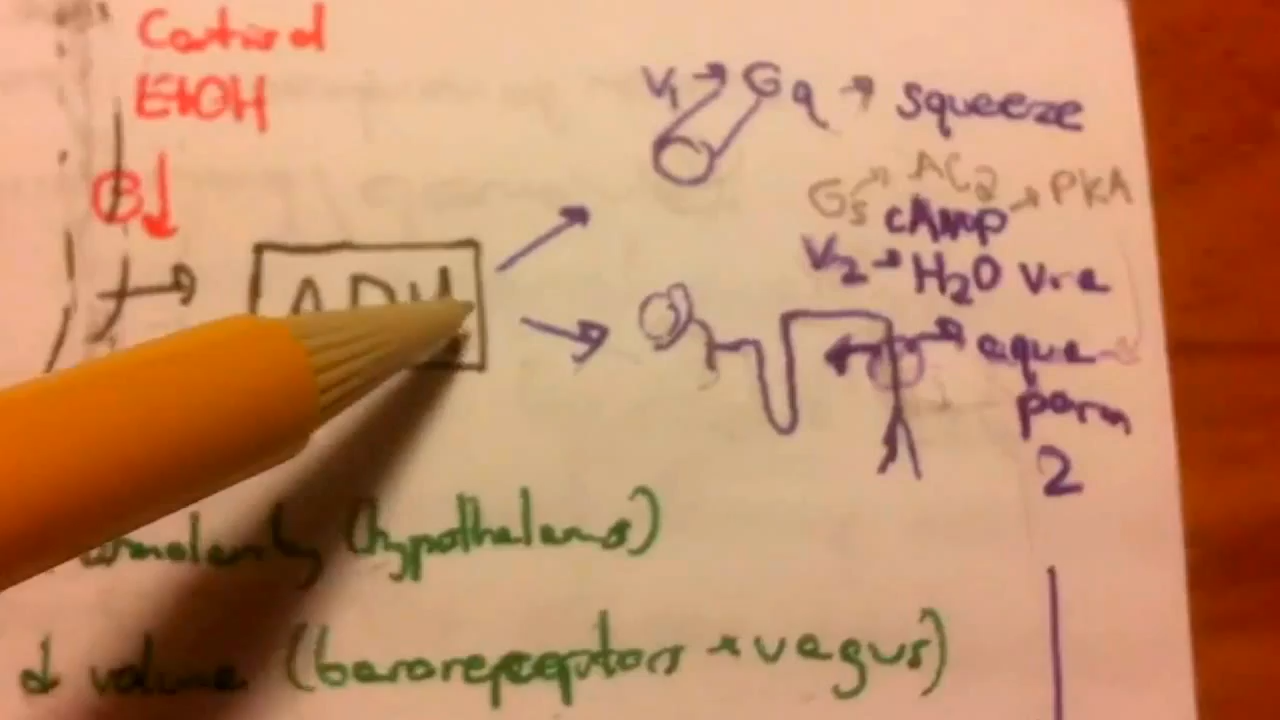 Cortisol
EtOH
V1 → Gq → squeeze
Gs → AC2 → PKA
cAMP
V2 → H2O via
aqua
porin
2
ADH
(hypothalamus)
volume (baroreceptors + vagus)